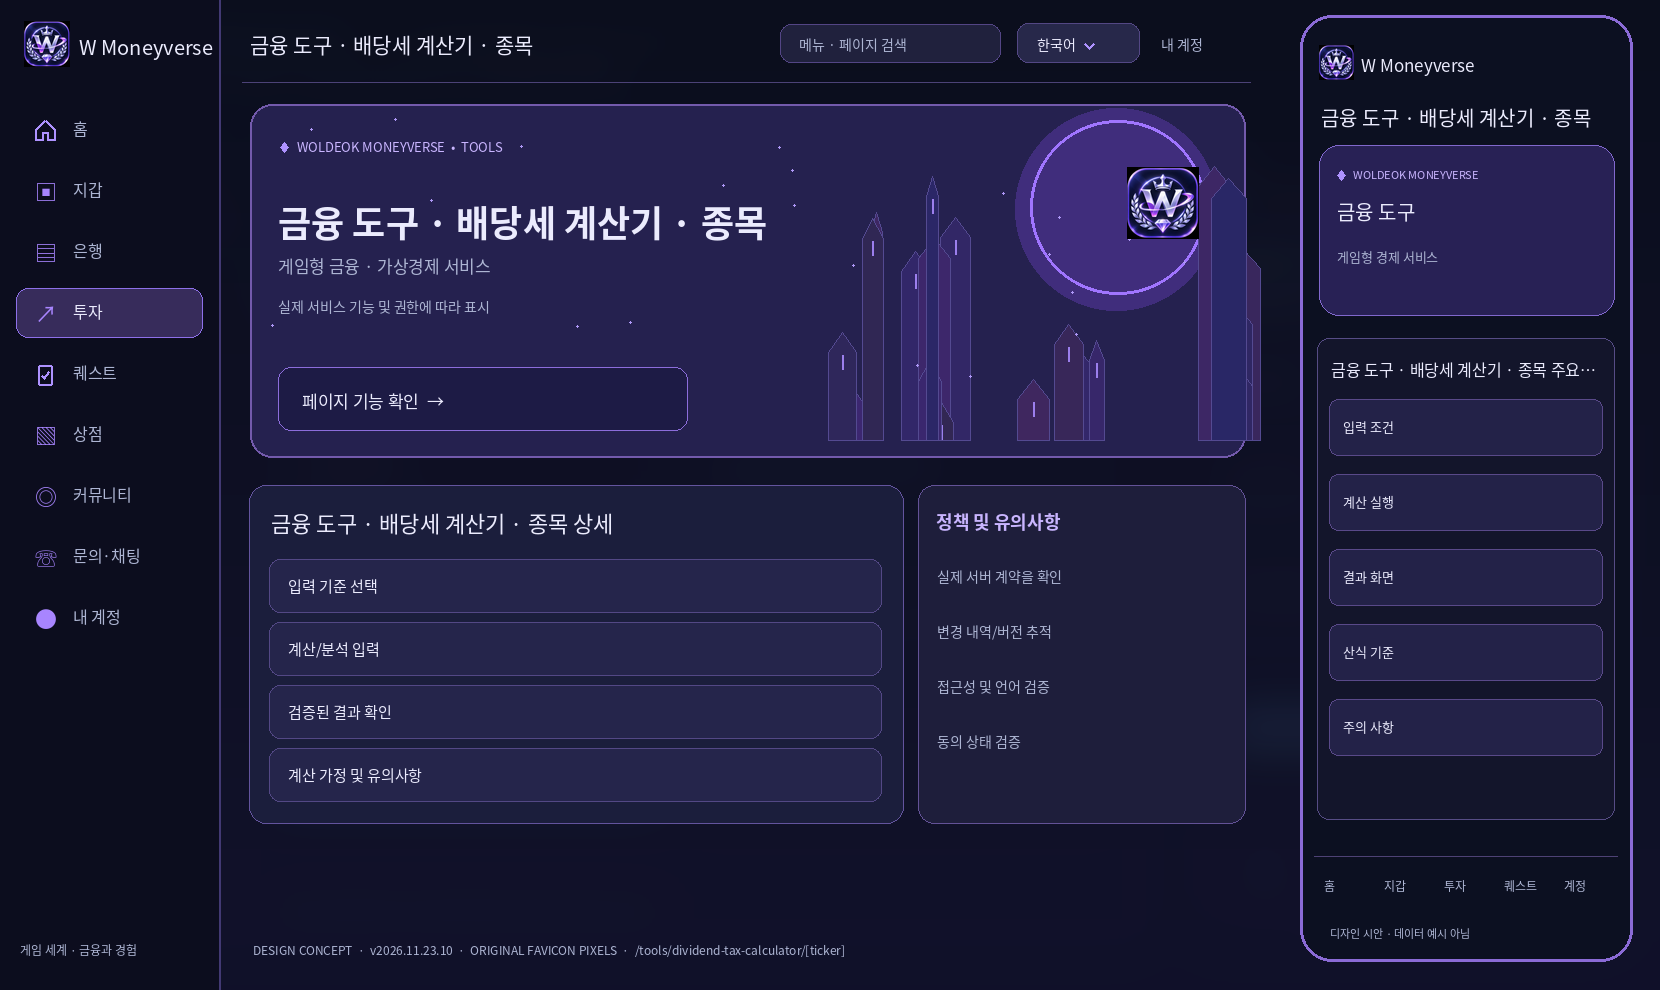 W Moneyverse
홈
지갑
은행
투자
퀘스트
상점
커뮤니티
문의·채팅
내 계정
게임 세계 · 금융과 경험
금융 도구 · 배당세 계산기 · 종목
메뉴 · 페이지 검색
한국어
내 계정
WOLDEOK MONEYVERSE • TOOLS
금융 도구 · 배당세 계산기 · 종목
게임형 금융 · 가상경제 서비스
실제 서비스 기능 및 권한에 따라 표시
페이지 기능 확인 →
W
금융 도구 · 배당세 계산기 · 종목 상세
입력 기준 선택
계산/분석 입력
검증된 결과 확인
계산 가정 및 유의사항
정책 및 유의사항
실제 서버 계약을 확인
변경 내역/버전 추적
접근성 및 언어 검증
동의 상태 검증
DESIGN CONCEPT · v2026.11.23.10 · ORIGINAL FAVICON PIXELS · /tools/dividend-tax-calculator/[ticker]
W Moneyverse
금융 도구 · 배당세 계산기 · 종목
WOLDEOK MONEYVERSE
금융 도구
게임형 경제 서비스
금융 도구 · 배당세 계산기 · 종목 주요…
입력 조건
계산 실행
결과 화면
산식 기준
주의 사항
홈 지갑 투자 퀘스트 계정
디자인 시안 · 데이터 예시 아님